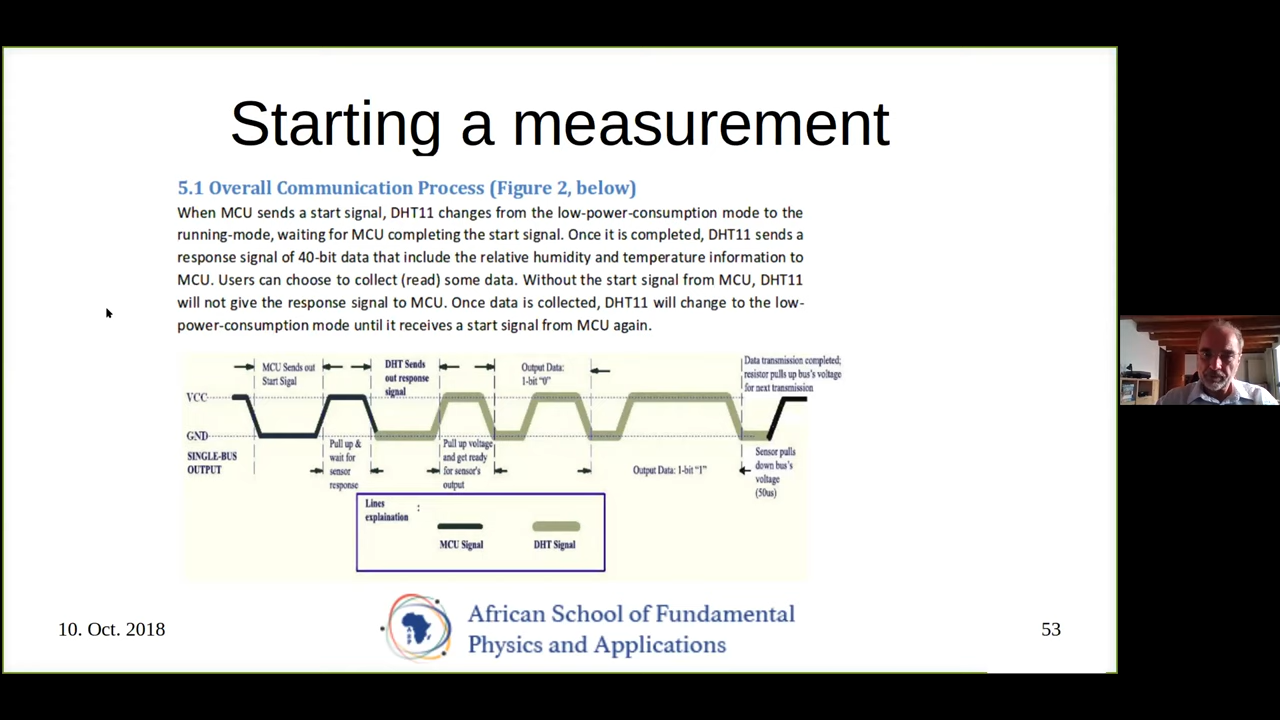 Starting a measurement
5.1 Overall Communication Process (Figure 2, below)
When MCU sends a start signal, DHT11 changes from the low-power-consumption mode to the
running-mode, waiting for MCU completing the start signal. Once it is completed, DHT11 sends a
response signal of 40-bit data that include the relative humidity and temperature information to
MCU. Users can choose to collect (read) some data. Without the start signal from MCU, DHT11
will not give the response signal to MCU. Once data is collected, DHT11 will change to the low-
power-consumption mode until it receives a start signal from MCU again.
MCU Sends out
Start Sigal
DHT Sends
out response
signal
Output Data:
1-bit "0"
Data transmission completed;
resistor pulls up bus's voltage
for next transmission
VCC
GND
SINGLE-BUS
OUTPUT
Pull up &
wait for
sensor
response
Pull up voltage
and get ready
for sensor's
output
Output Data: 1-bit "1"
Sensor pulls
down bus's
voltage
(50us)
Lines :
explaination
MCU Signal
DHT Signal
10. Oct. 2018
African School of Fundamental
Physics and Applications
53